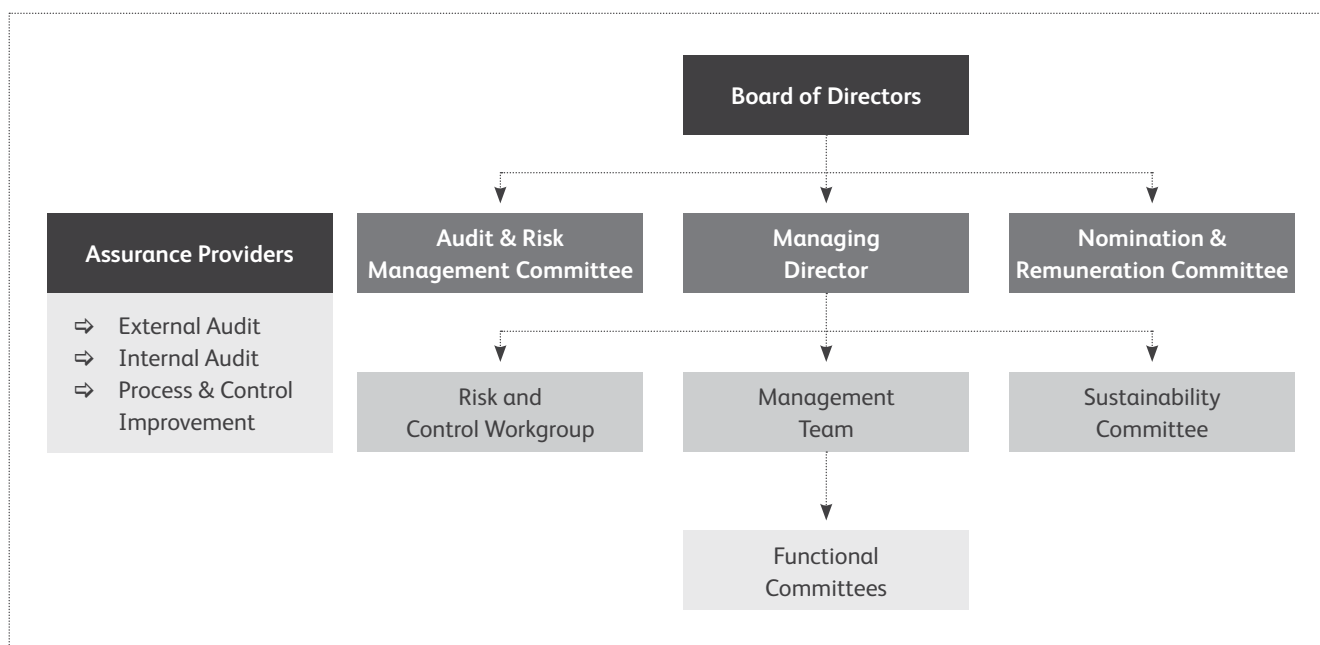 Board of Directors
Assurance Providers
⇨ External Audit
⇨ Internal Audit
⇨ Process & Control
Improvement
Audit & Risk
Management Committee
Managing
Director
Nomination &
Remuneration Committee
Risk and
Control Workgroup
Management
Team
Sustainability
Committee
Functional
Committees